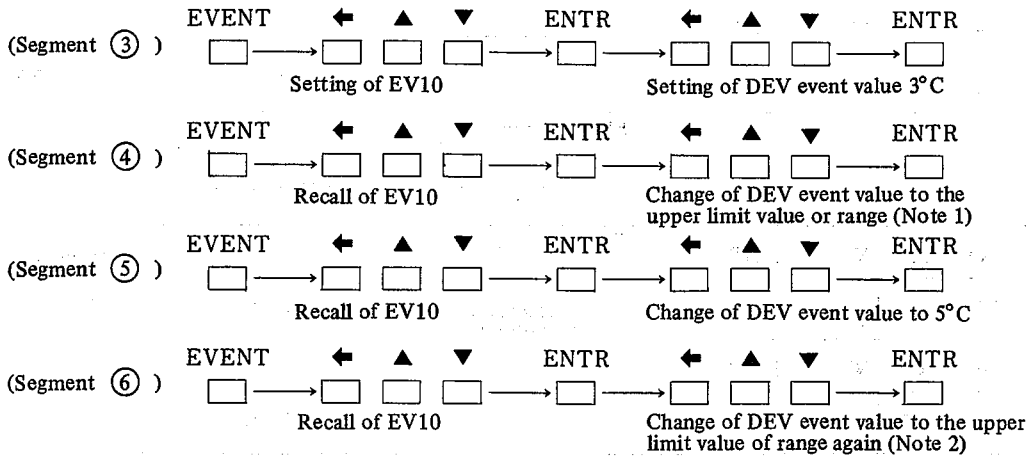 EVENT ← ▲ ▼ ENTR ← ▲ ▼ ENTR
(Segment ③ )
Setting of EV10 Setting of DEV event value 3°C
EVENT ← ▲ ▼ ENTR ← ▲ ▼ ENTR
(Segment ④ )
Recall of EV10 Change of DEV event value to the
upper limit value or range (Note 1)
EVENT ← ▲ ▼ ENTR ← ▲ ▼ ENTR
(Segment ⑤ )
Recall of EV10 Change of DEV event value to 5°C
EVENT ← ▲ ▼ ENTR ← ▲ ▼ ENTR
(Segment ⑥ )
Recall of EV10 Change of DEV event value to the upper
limit value of range again (Note 2)